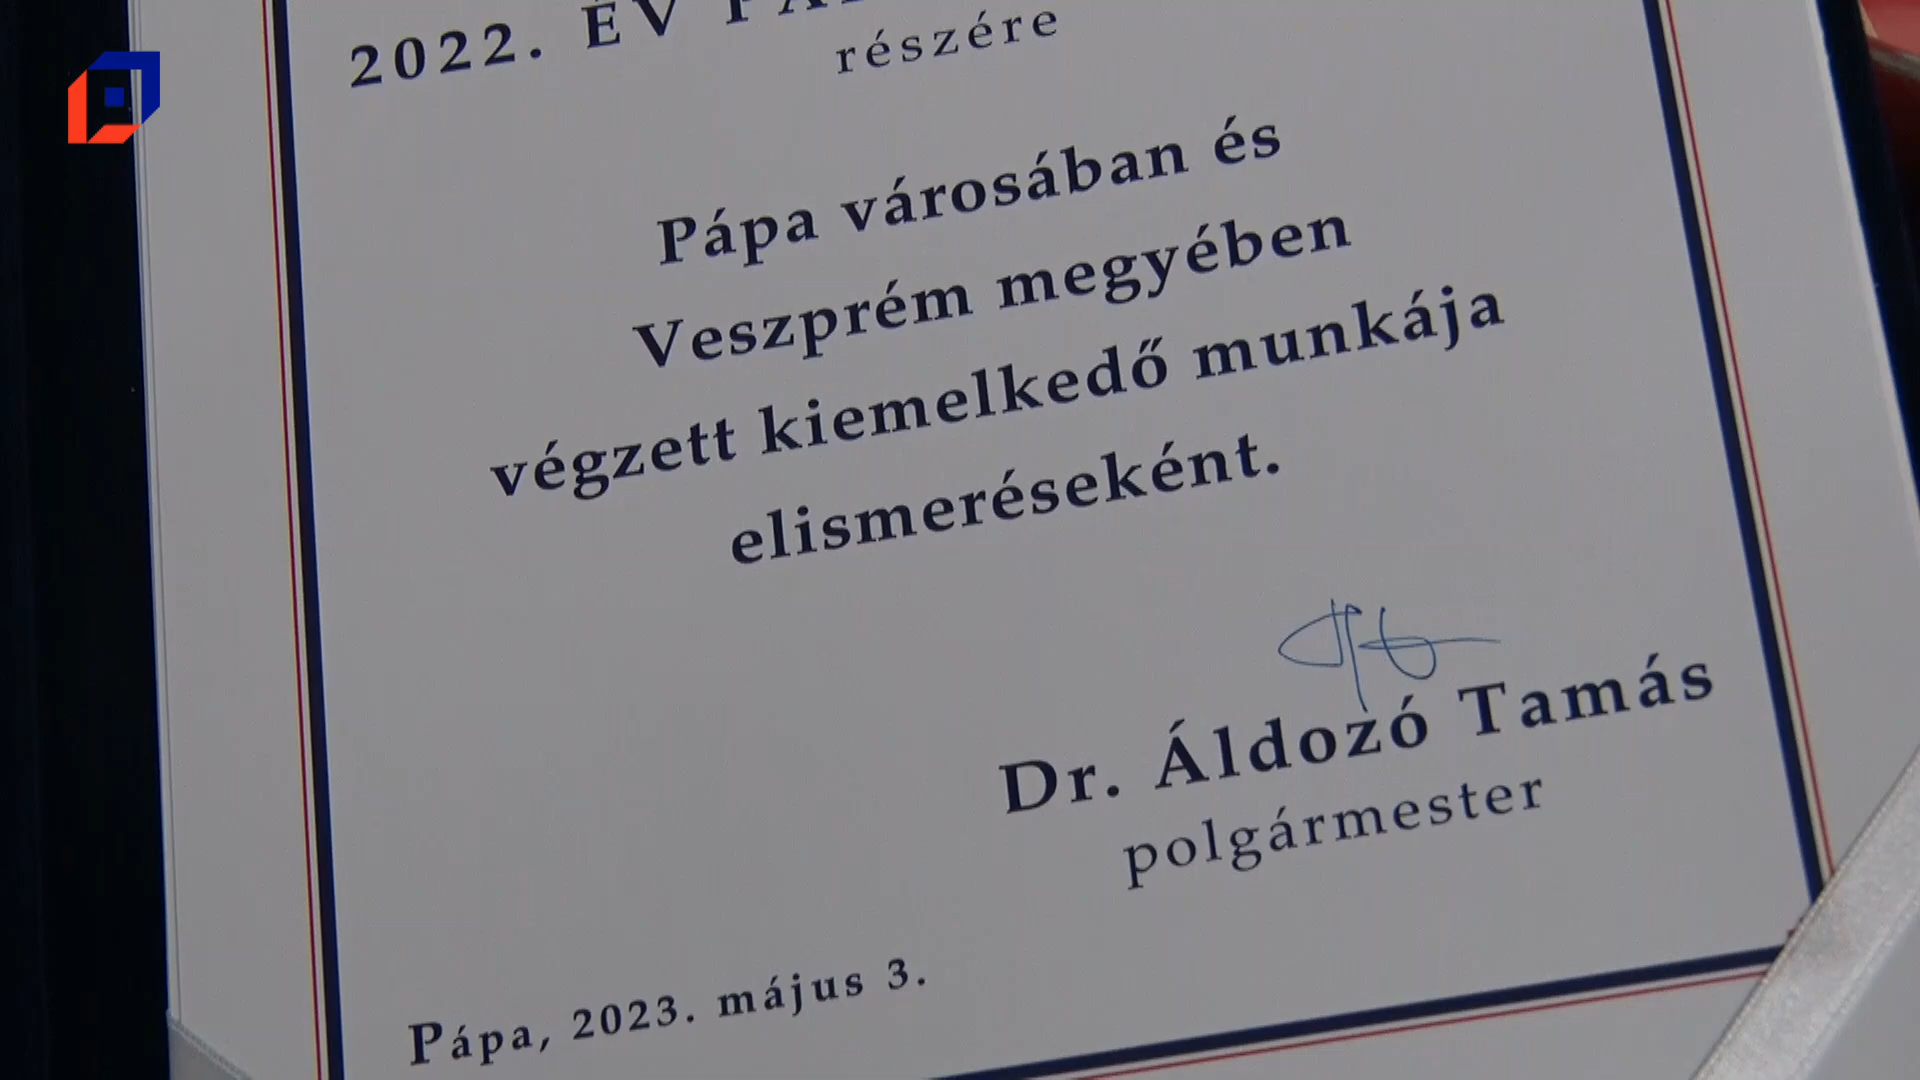 2022. ÉV
részére
Pápa városában és
Veszprém megyében
végzett kiemelkedő munkája
elismeréseként.
Dr. Áldozó Tamás
polgármester
Pápa, 2023. május 3.